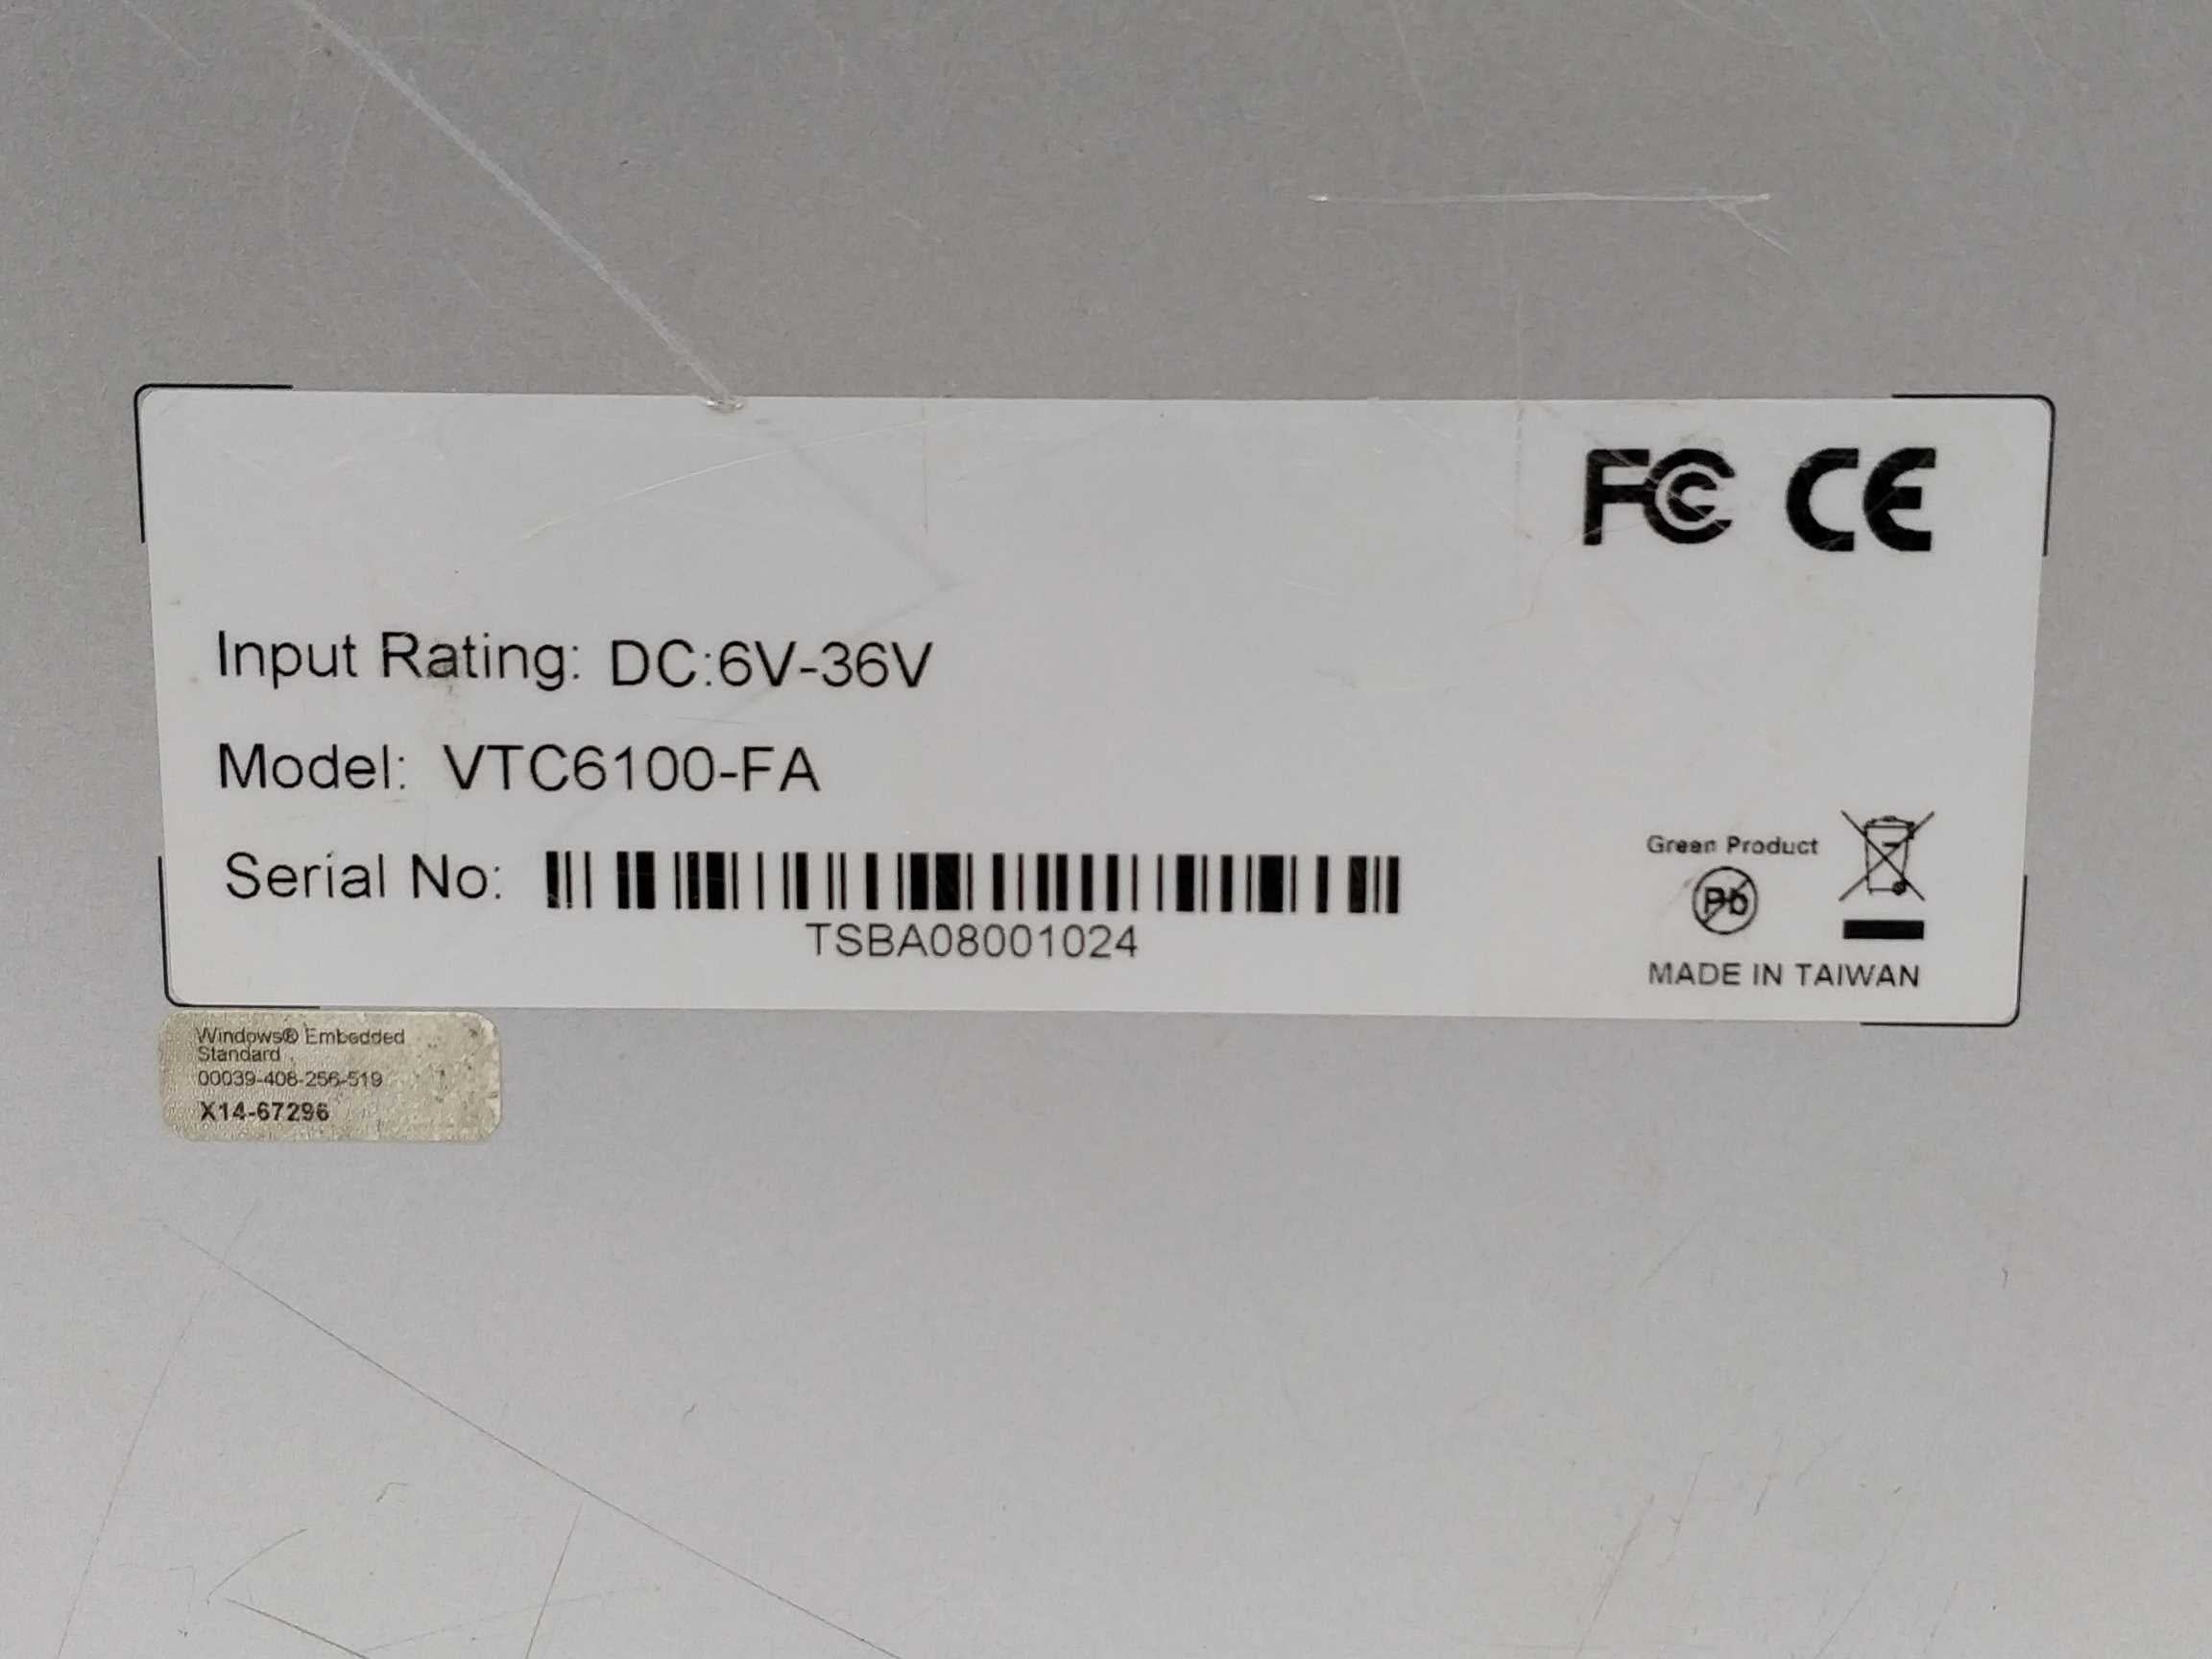 FC CE
Input Rating: DC:6V-36V
Model: VTC6100-FA
Serial No:
TSBA08001024
Green Product
Pb
MADE IN TAIWAN
Windows® Embedded
Standard
00039-408-256-519
X14-67296